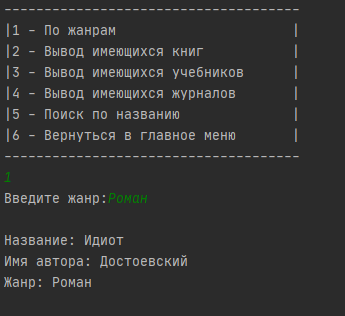 ------------------------------------
|1 - По жанрам                     |
|2 - Вывод имеющихся книг          |
|3 - Вывод имеющихся учебников     |
|4 - Вывод имеющихся журналов      |
|5 - Поиск по названию             |
|6 - Вернуться в главное меню      |
------------------------------------
1
Введите жанр:Роман
Название: Идиот
Имя автора: Достоевский
Жанр: Роман